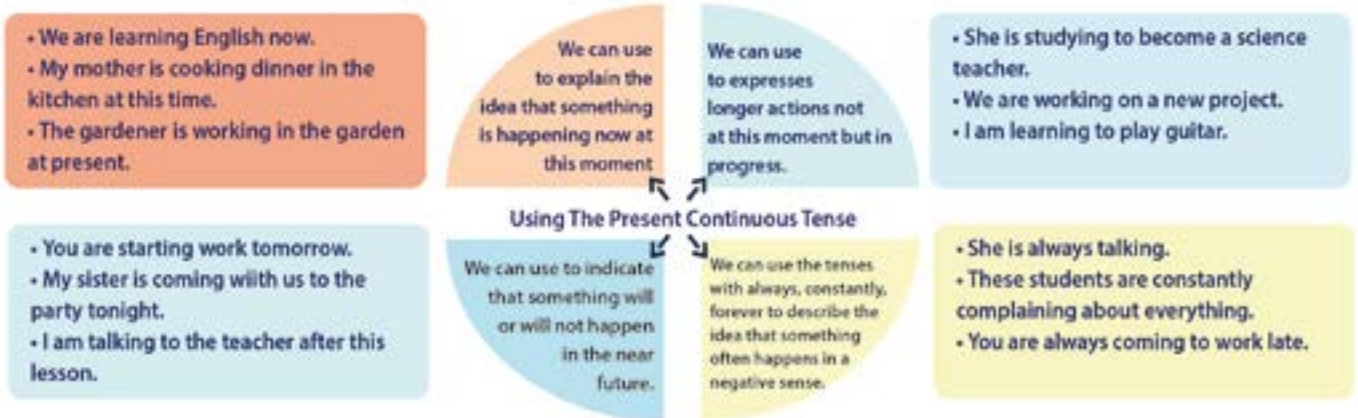 • We are learning English now.
• My mother is cooking dinner in the
kitchen at this time.
• The gardener is working in the garden
at present.
We can use
to explain the
idea that something
is happening now at
this moment
We can use
to expresses
longer actions not
at this moment but in
progress.
• She is studying to become a science
teacher.
• We are working on a new project.
• I am learning to play guitar.
Using The Present Continuous Tense
• You are starting work tomorrow.
• My sister is coming wiith us to the
party tonight.
• I am talking to the teacher after this
lesson.
We can use to indicate
that something will
or will not happen
in the near
future.
We can use the tenses
with always, constantly,
forever to describe the
idea that something
often happens in a
negative sense.
• She is always talking.
• These students are constantly
complaining about everything.
• You are always coming to work late.